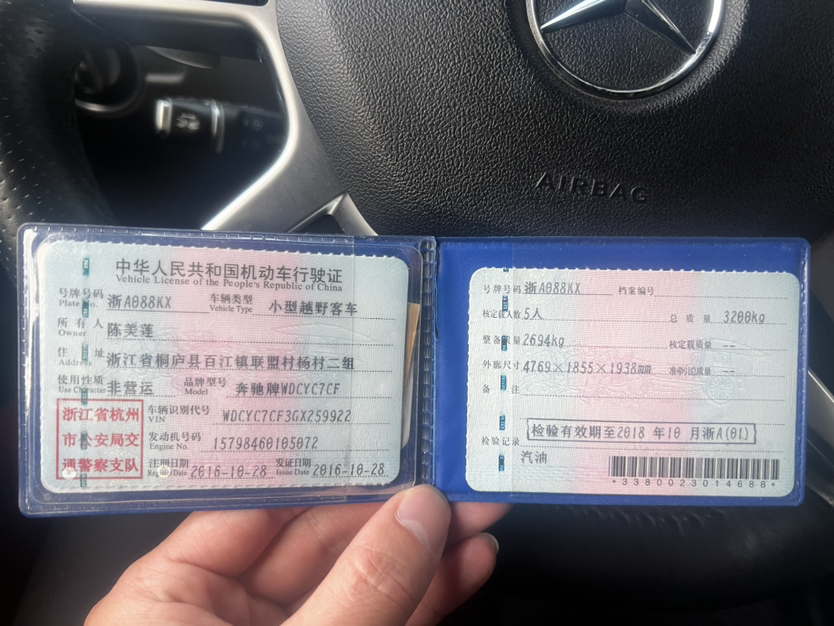 AIRBAG
中华人民共和国机动车行驶证
Vehicle License of the People's Republic of China
号牌号码 浙A088KX 车辆类型 小型越野客车
Plate No. Vehicle Type
所有人 陈美莲
Owner
住址 浙江省桐庐县百江镇联盟村杨村二组
Address
使用性质 非营运 品牌型号 奔驰牌WDCYC7CF
Use Character Model
浙江省杭州
市公安局交
通警察支队
车辆识别代号 WDCYC7CF3GX259922
VIN
发动机号码 15798460105072
Engine No.
注册日期 2016-10-28 发证日期 2016-10-28
Register Date Issue Date
号牌号码 浙A088KX 档案编号
核定载人数 5人 总质量 3200kg
整备质量 2694kg 核定载质量 --
外廓尺寸 4769×1855×1938mm 准牵引总质量 --
备注
检验记录 检验有效期至2018年10月浙A(01)
汽油
*3380023014688*